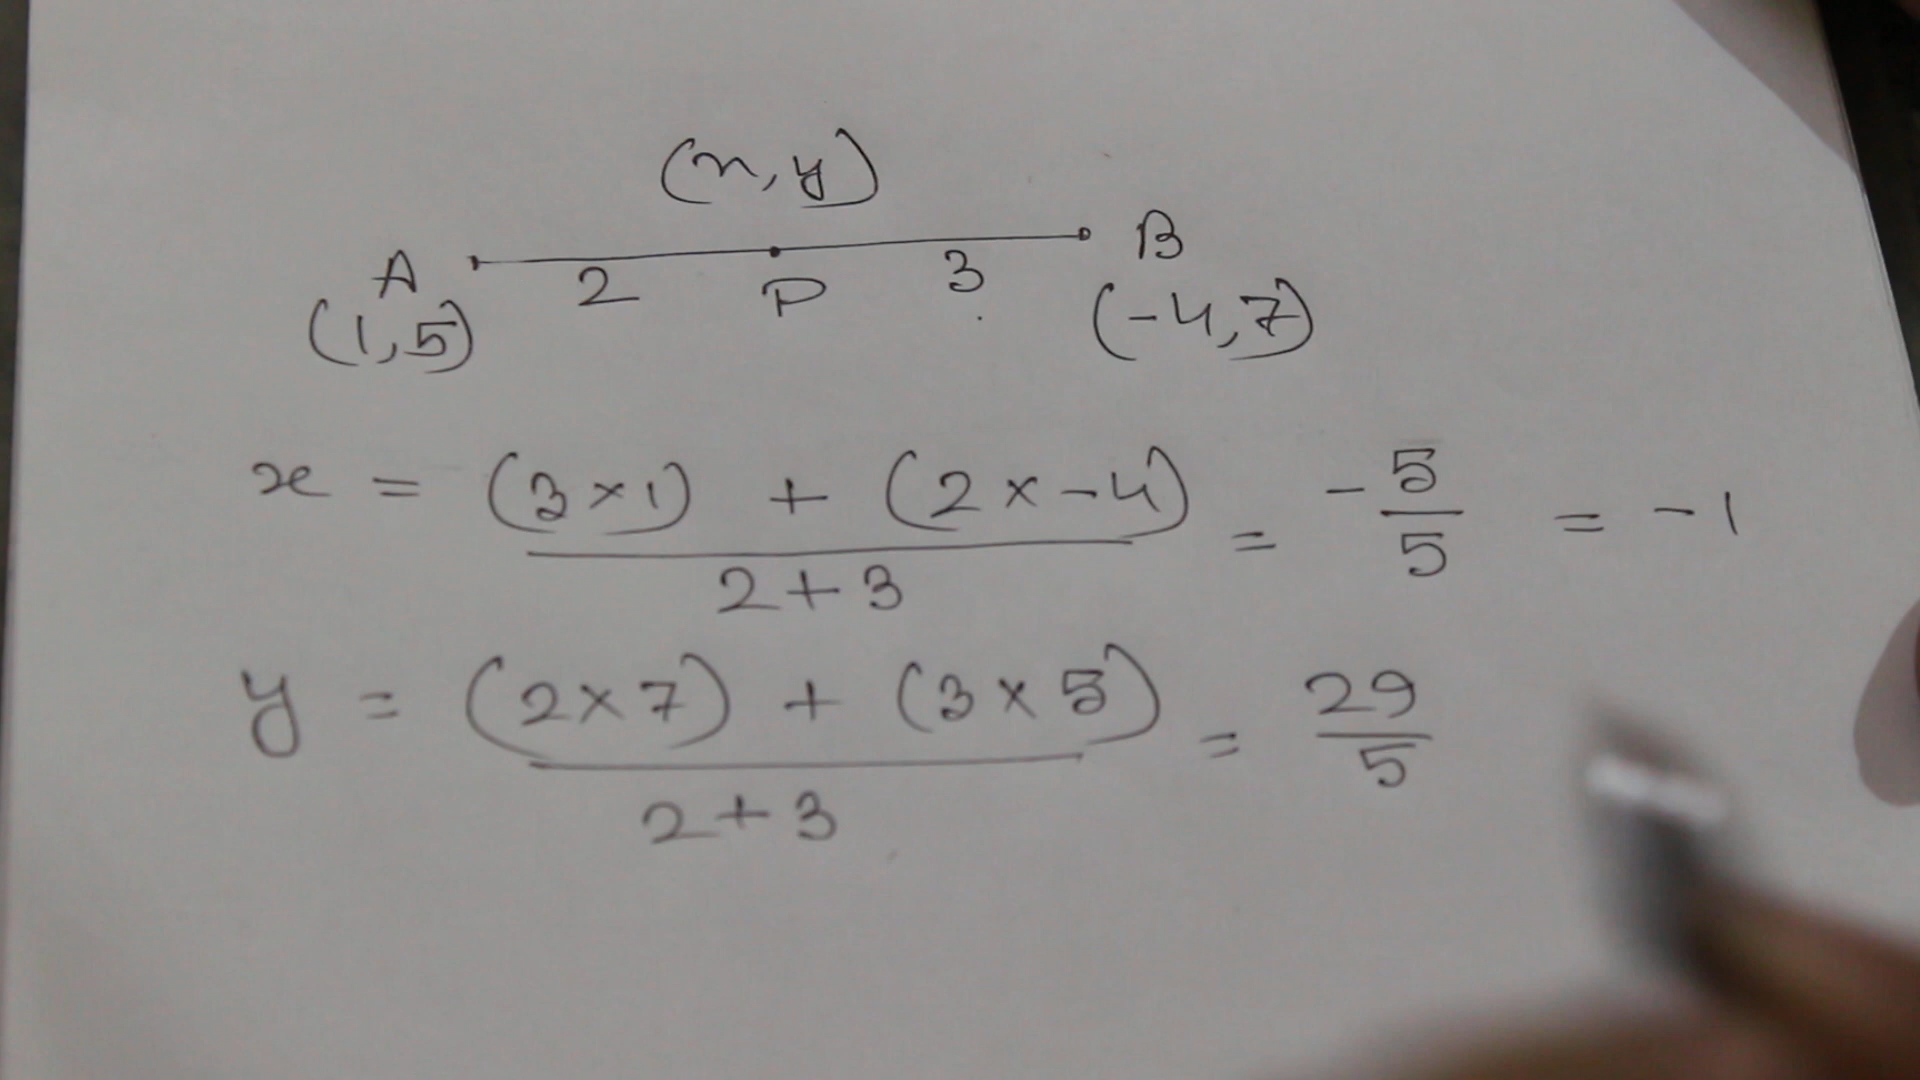 (x, y)
A 2 P 3 B
(1,5) (-4,7)
x = (3×1) + (2×-4) / 2+3 = -5/5 = -1
y = (2×7) + (3×5) / 2+3 = 29/5